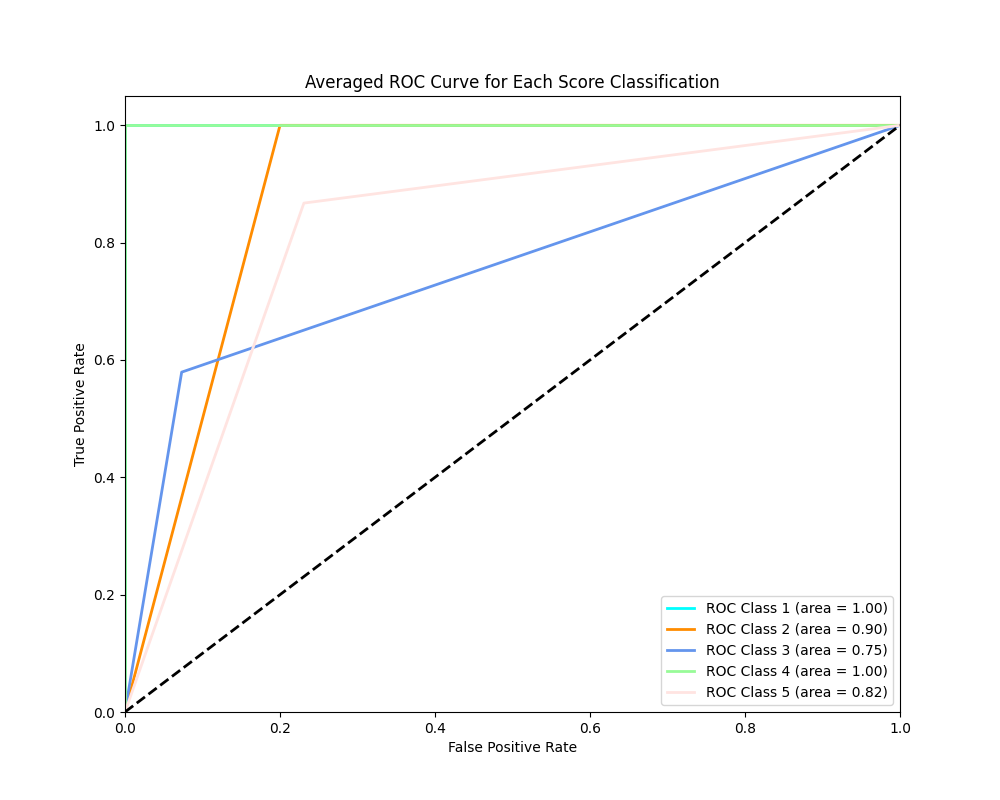 Averaged ROC Curve for Each Score Classification
1.0
0.8
0.6
0.4
0.2
0.0
True Positive Rate
0.0 0.2 0.4 0.6 0.8 1.0
False Positive Rate
ROC Class 1 (area = 1.00)
ROC Class 2 (area = 0.90)
ROC Class 3 (area = 0.75)
ROC Class 4 (area = 1.00)
ROC Class 5 (area = 0.82)